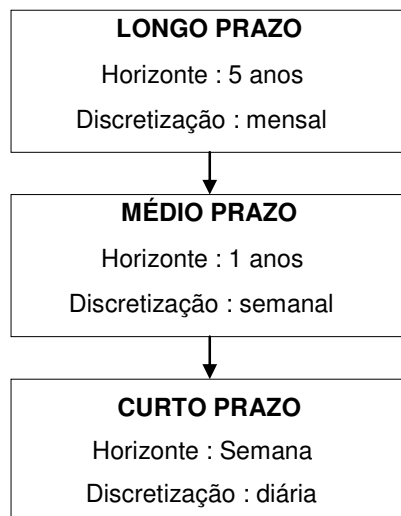 LONGO PRAZO
Horizonte : 5 anos
Discretização : mensal
MÉDIO PRAZO
Horizonte : 1 anos
Discretização : semanal
CURTO PRAZO
Horizonte : Semana
Discretização : diária